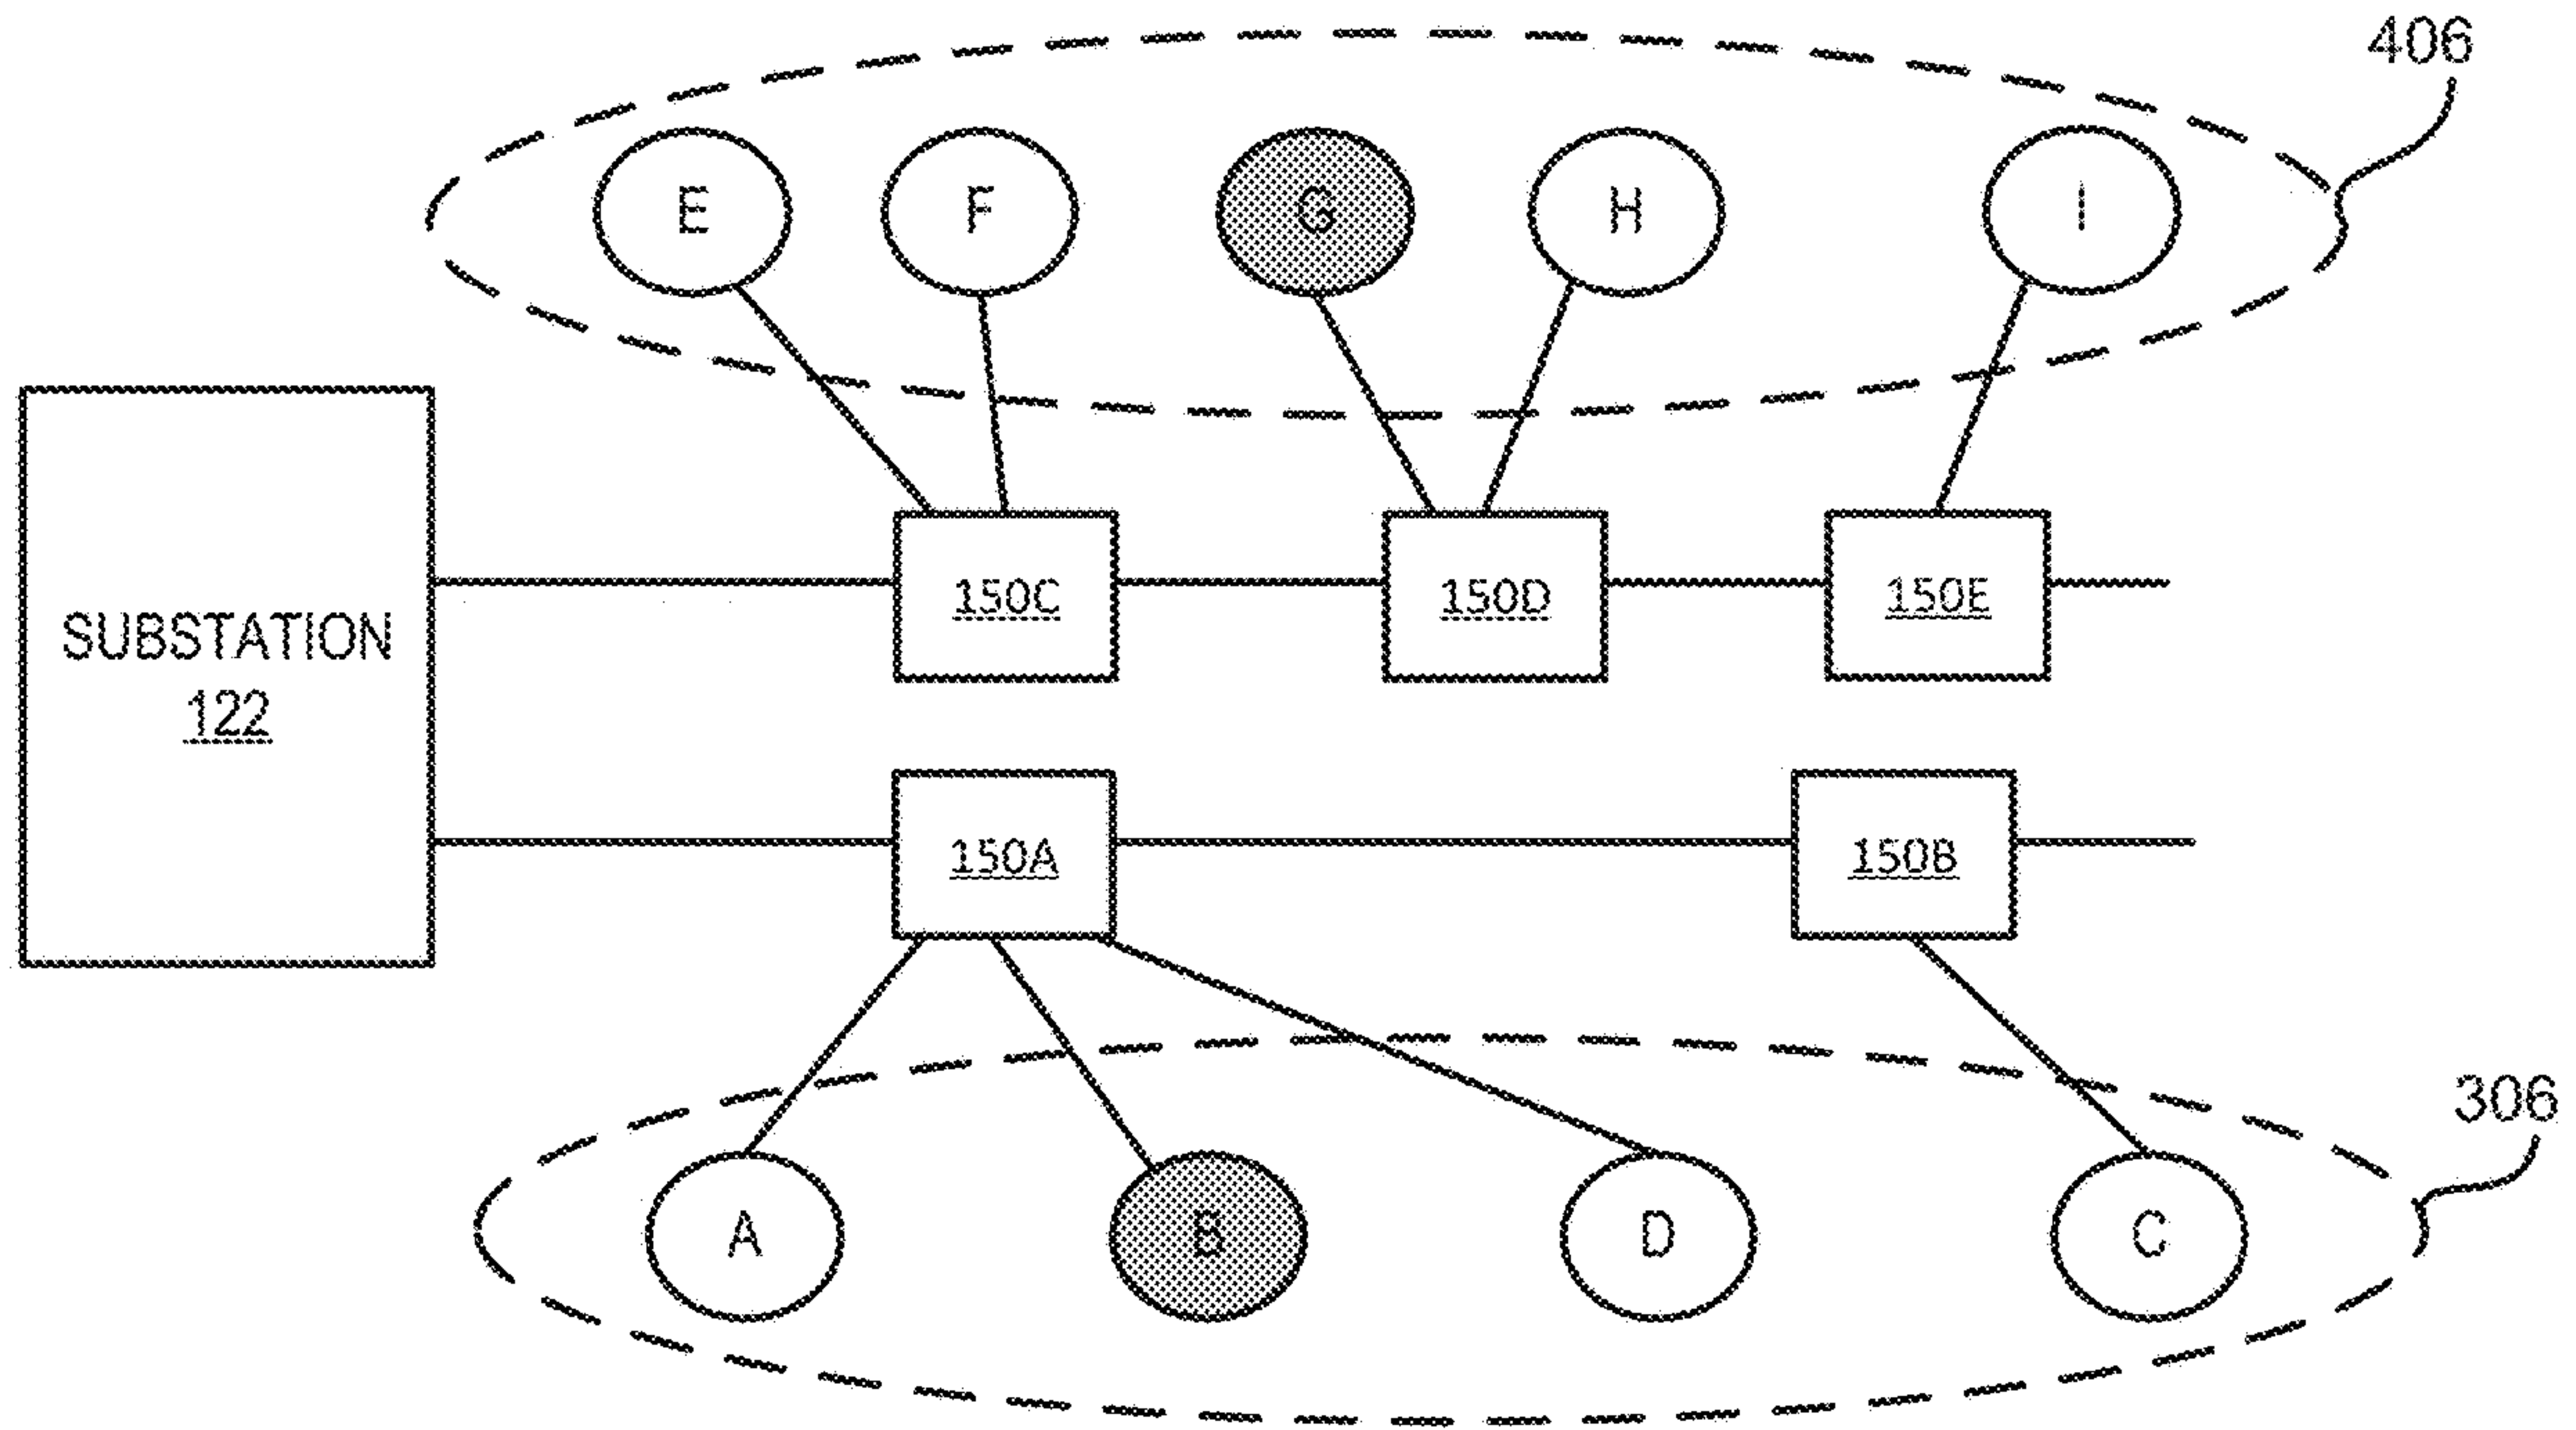 406
E F G H I
150C 150D 150E
SUBSTATION
122
150A 150B
306
A B D C